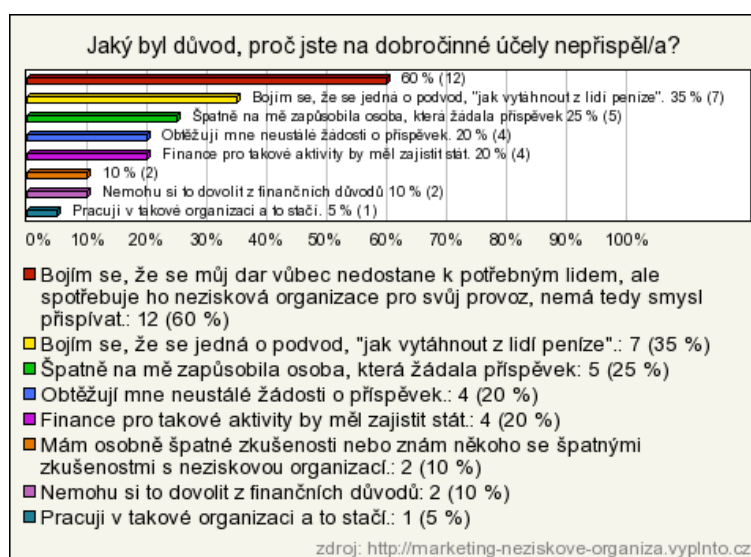 Jaký byl důvod, proč jste na dobročinné účely nepřispěl/a?
60 % (12)
Bojím se, že se jedná o podvod, "jak vytáhnout z lidí peníze". 35 % (7)
Špatně na mě zapůsobila osoba, která žádala příspěvek 25 % (5)
Obtěžují mne neustálé žádosti o příspěvek. 20 % (4)
Finance pro takové aktivity by měl zajistit stát. 20 % (4)
10 % (2)
Nemohu si to dovolit z finančních důvodů 10 % (2)
Pracuji v takové organizaci a to stačí. 5 % (1)
0% 10% 20% 30% 40% 50% 60% 70% 80% 90% 100%
Bojím se, že se můj dar vůbec nedostane k potřebným lidem, ale
spotřebuje ho nezisková organizace pro svůj provoz, nemá tedy smysl
přispívat.: 12 (60 %)
Bojím se, že se jedná o podvod, "jak vytáhnout z lidí peníze".: 7 (35 %)
Špatně na mě zapůsobila osoba, která žádala příspěvek: 5 (25 %)
Obtěžují mne neustálé žádosti o příspěvek.: 4 (20 %)
Finance pro takové aktivity by měl zajistit stát.: 4 (20 %)
Mám osobně špatné zkušenosti nebo znám někoho se špatnými
zkušenostmi s neziskovou organizací.: 2 (10 %)
Nemohu si to dovolit z finančních důvodů: 2 (10 %)
Pracuji v takové organizaci a to stačí.: 1 (5 %)
zdroj: http://marketing-neziskove-organiza.vyplnto.cz